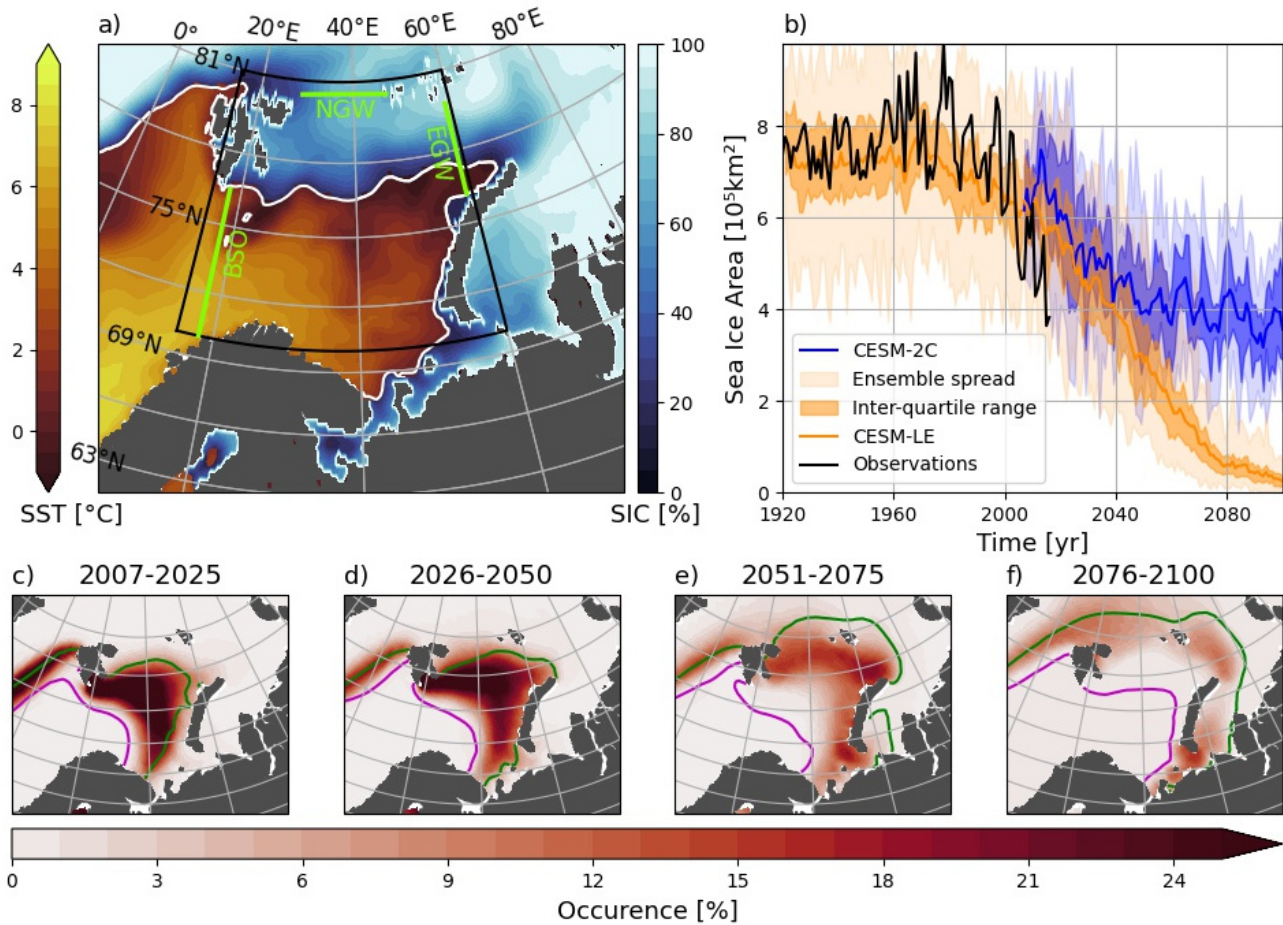 a)
0°
20°E
40°E
60°E
80°E
81°N
75°N
69°N
63°N
NGW
EGW
BSO
8
6
4
2
0
SST [°C]
100
80
60
40
20
0
SIC [%]
b)
Sea Ice Area [10⁵km²]
8
6
4
2
0
CESM-2C
Ensemble spread
Inter-quartile range
CESM-LE
Observations
1920
1960
2000
2040
2080
Time [yr]
c) 2007-2025
d) 2026-2050
e) 2051-2075
f) 2076-2100
0 3 6 9 12 15 18 21 24
Occurence [%]